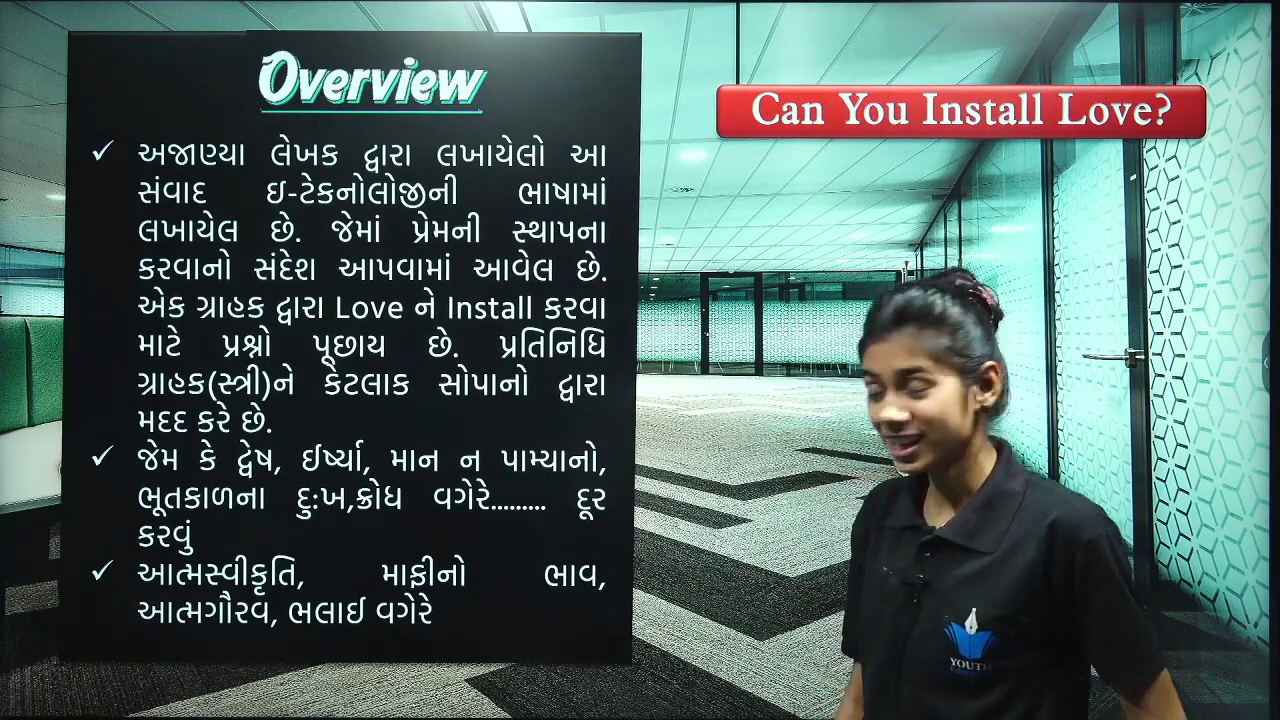 Overview
Can You Install Love?
✓ અજાણ્યા લેખક દ્વારા લખાયેલો આ
સંવાદ ઇ-ટેકનોલોજીની ભાષામાં
લખાયેલ છે. જેમાં પ્રેમની સ્થાપના
કરવાનો સંદેશ આપવામાં આવેલ છે.
એક ગ્રાહક દ્વારા Love ને Install કરવા
માટે પ્રશ્નો પૂછાય છે. પ્રતિનિધિ
ગ્રાહક(સ્ત્રી)ને કેટલાક સોપાનો દ્વારા
મદદ કરે છે.
✓ જેમ કે દ્વેષ, ઈર્ષ્યા, માન ન પામ્યાનો,
ભૂતકાળના દુઃખ,ક્રોધ વગેરે......... દૂર
કરવું
✓ આત્મસ્વીકૃતિ, માફીનો ભાવ,
આત્મગૌરવ, ભલાઈ વગેરે
YOUTH